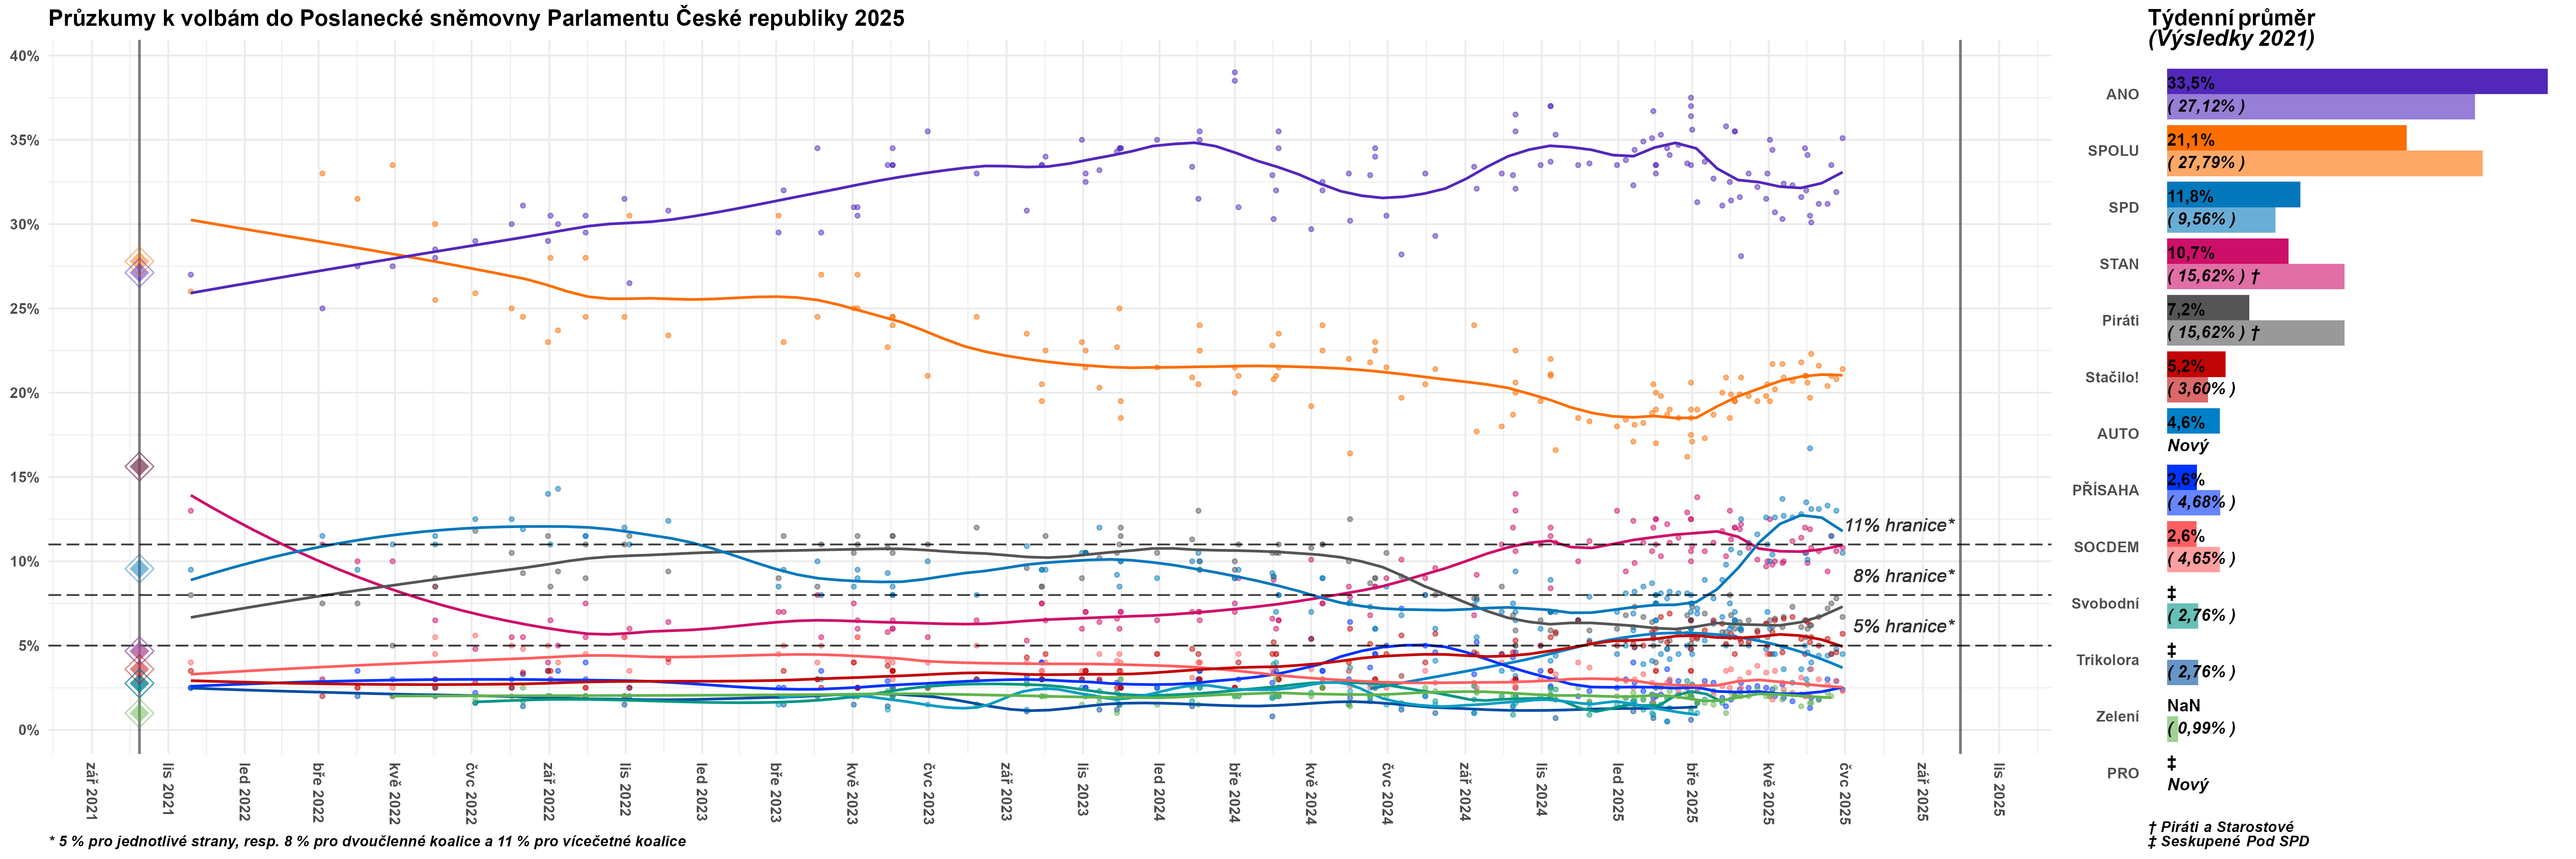 Průzkumy k volbám do Poslanecké sněmovny Parlamentu České republiky 2025
40%
35%
30%
25%
20%
15%
10%
5%
0%
11% hranice*
8% hranice*
5% hranice*
zář 2021
lis 2021
led 2022
bře 2022
kvě 2022
čvc 2022
zář 2022
lis 2022
led 2023
bře 2023
kvě 2023
čvc 2023
zář 2023
lis 2023
led 2024
bře 2024
kvě 2024
čvc 2024
zář 2024
lis 2024
led 2025
bře 2025
kvě 2025
čvc 2025
zář 2025
lis 2025
* 5 % pro jednotlivé strany, resp. 8 % pro dvoučlenné koalice a 11 % pro vícečetné koalice
Týdenní průměr
(Výsledky 2021)
ANO
33,5%
( 27,12% )
SPOLU
21,1%
( 27,79% )
SPD
11,8%
( 9,56% )
STAN
10,7%
( 15,62% ) †
Piráti
7,2%
( 15,62% ) †
Stačilo!
5,2%
( 3,60% )
AUTO
4,6%
Nový
PŘÍSAHA
2,6%
( 4,68% )
SOCDEM
2,6%
( 4,65% )
Svobodní
‡
( 2,76% )
Trikolora
‡
( 2,76% )
Zelení
NaN
( 0,99% )
PRO
‡
Nový
† Piráti a Starostové
‡ Seskupené Pod SPD